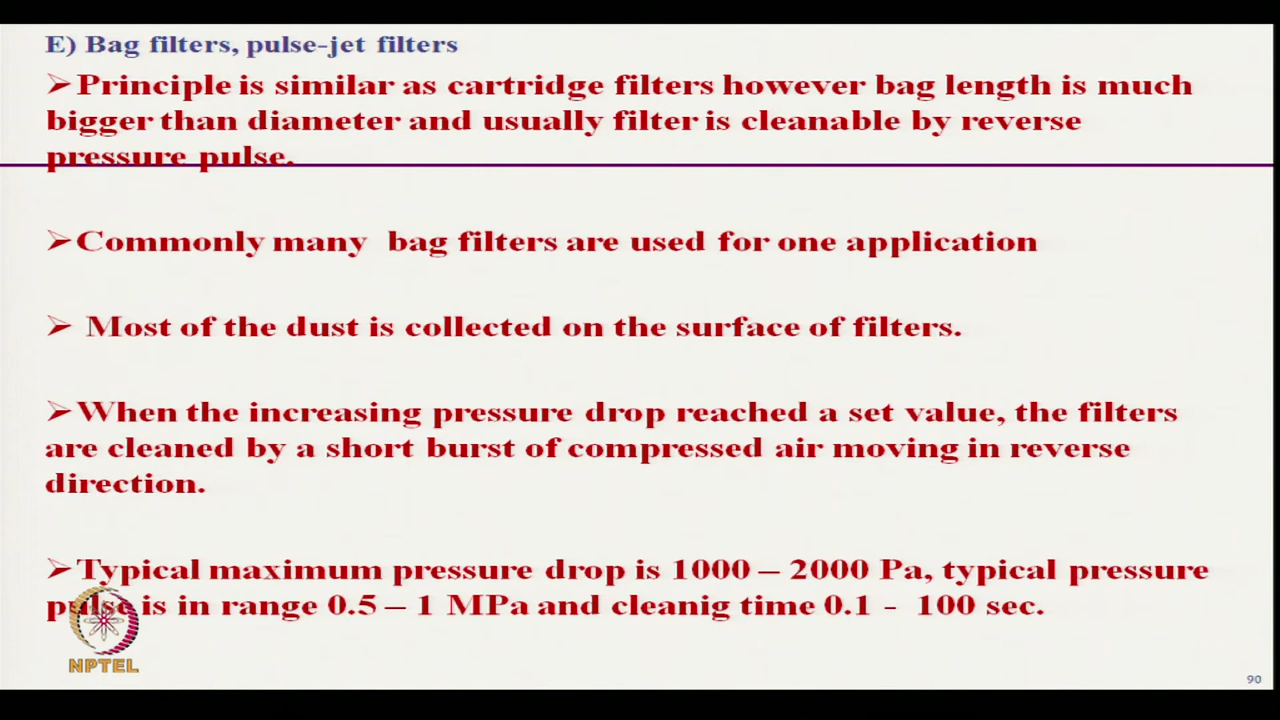 E) Bag filters, pulse-jet filters
➢Principle is similar as cartridge filters however bag length is much
bigger than diameter and usually filter is cleanable by reverse
pressure pulse.
➢Commonly many bag filters are used for one application
➢ Most of the dust is collected on the surface of filters.
➢When the increasing pressure drop reached a set value, the filters
are cleaned by a short burst of compressed air moving in reverse
direction.
➢Typical maximum pressure drop is 1000 – 2000 Pa, typical pressure
pulse is in range 0.5 – 1 MPa and cleanig time 0.1 - 100 sec.
NPTEL
90